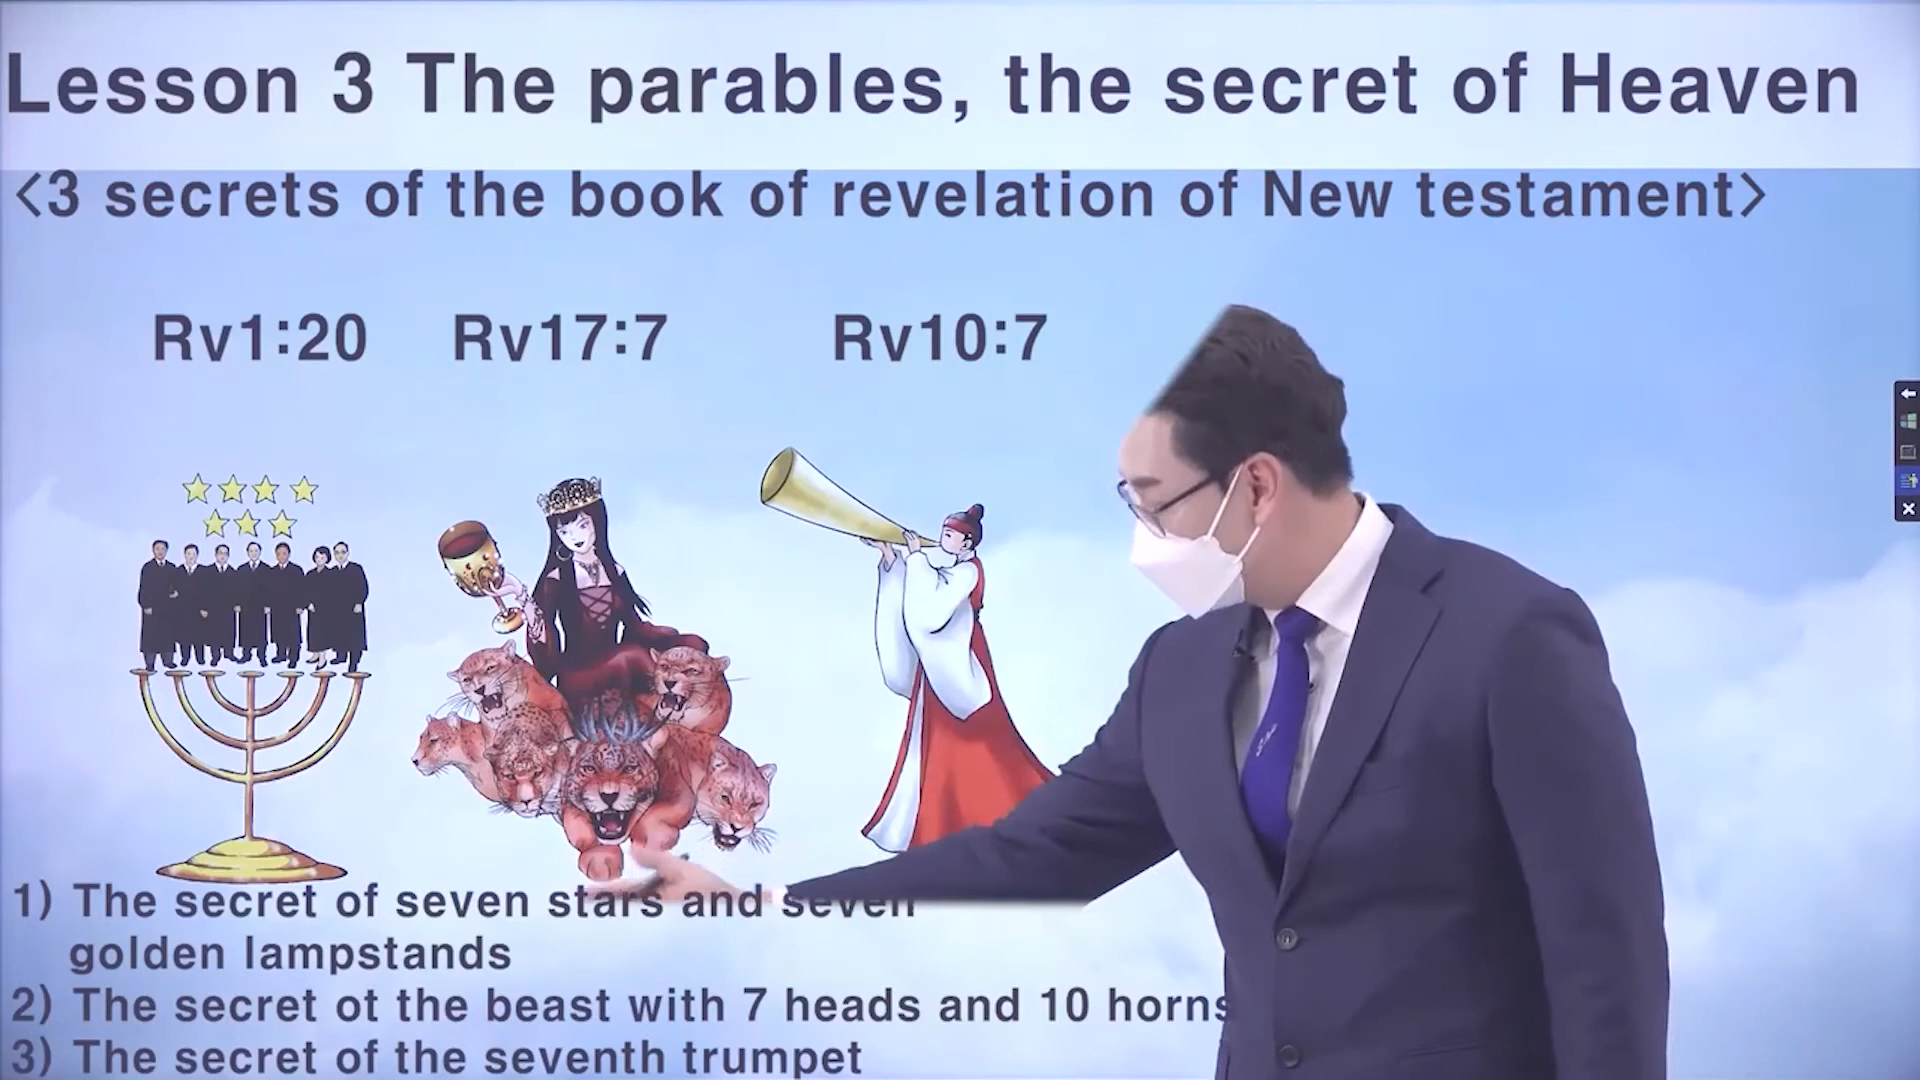 Lesson 3 The parables, the secret of Heaven
<3 secrets of the book of revelation of New testament>
Rv1:20 Rv17:7 Rv10:7
1) The secret of seven stars and seven
golden lampstands
2) The secret ot the beast with 7 heads and 10 horns
3) The secret of the seventh trumpet